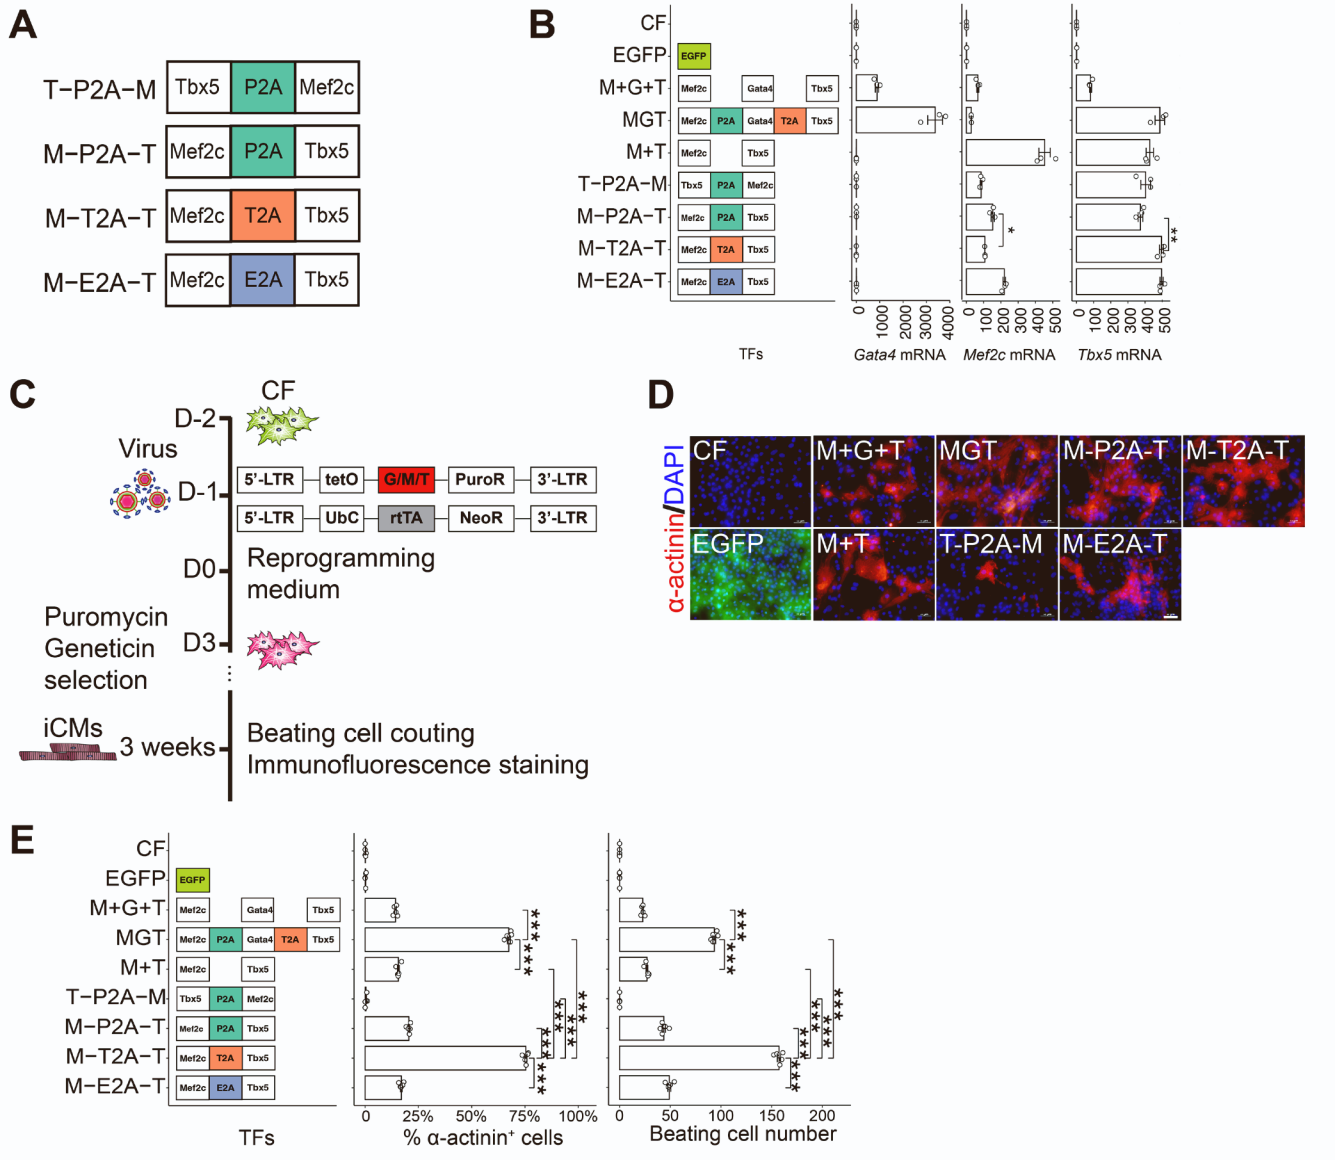 A
T−P2A−M Tbx5 P2A Mef2c
M−P2A−T Mef2c P2A Tbx5
M−T2A−T Mef2c T2A Tbx5
M−E2A−T Mef2c E2A Tbx5
B
CF
EGFP EGFP
M+G+T Mef2c Gata4 Tbx5
MGT Mef2c P2A Gata4 T2A Tbx5
M+T Mef2c Tbx5
T−P2A−M Tbx5 P2A Mef2c
M−P2A−T Mef2c P2A Tbx5
*
M−T2A−T Mef2c T2A Tbx5
**
M−E2A−T Mef2c E2A Tbx5
0 1000 2000 3000 4000 0 100 200 300 400 500 0 100 200 300 400 500
TFs Gata4 mRNA Mef2c mRNA Tbx5 mRNA
C
CF
D-2
Virus
D-1
5'-LTR tetO G/M/T PuroR 3'-LTR
5'-LTR UbC rtTA NeoR 3'-LTR
D0 Reprogramming
medium
Puromycin
Geneticin
selection
D3
iCMs
3 weeks
Beating cell couting
Immunofluorescence staining
D
α-actinin/DAPI
CF M+G+T MGT M-P2A-T M-T2A-T
EGFP M+T T-P2A-M M-E2A-T
E
CF
EGFP EGFP
M+G+T Mef2c Gata4 Tbx5
MGT Mef2c P2A Gata4 T2A Tbx5
M+T Mef2c Tbx5
T−P2A−M Tbx5 P2A Mef2c
M−P2A−T Mef2c P2A Tbx5
M−T2A−T Mef2c T2A Tbx5
M−E2A−T Mef2c E2A Tbx5
*** *** *** *** *** *** ***
*** *** *** *** *** *** ***
0 25% 50% 75% 100% 0 50 100 150 200
TFs % α-actinin+ cells Beating cell number